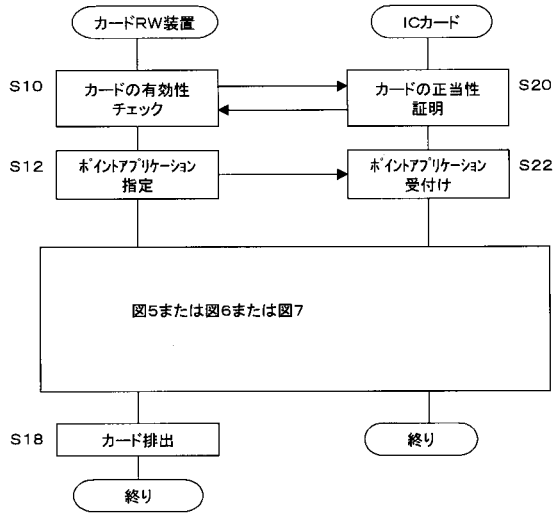 カードRW装置
ICカード
S10
カードの有効性
チェック
カードの正当性
証明
S20
S12
ﾎﾟｲﾝﾄｱﾌﾟﾘｹｰｼｮﾝ
指定
ﾎﾟｲﾝﾄｱﾌﾟﾘｹｰｼｮﾝ
受付け
S22
図5または図6または図7
S18
カード排出
終り
終り